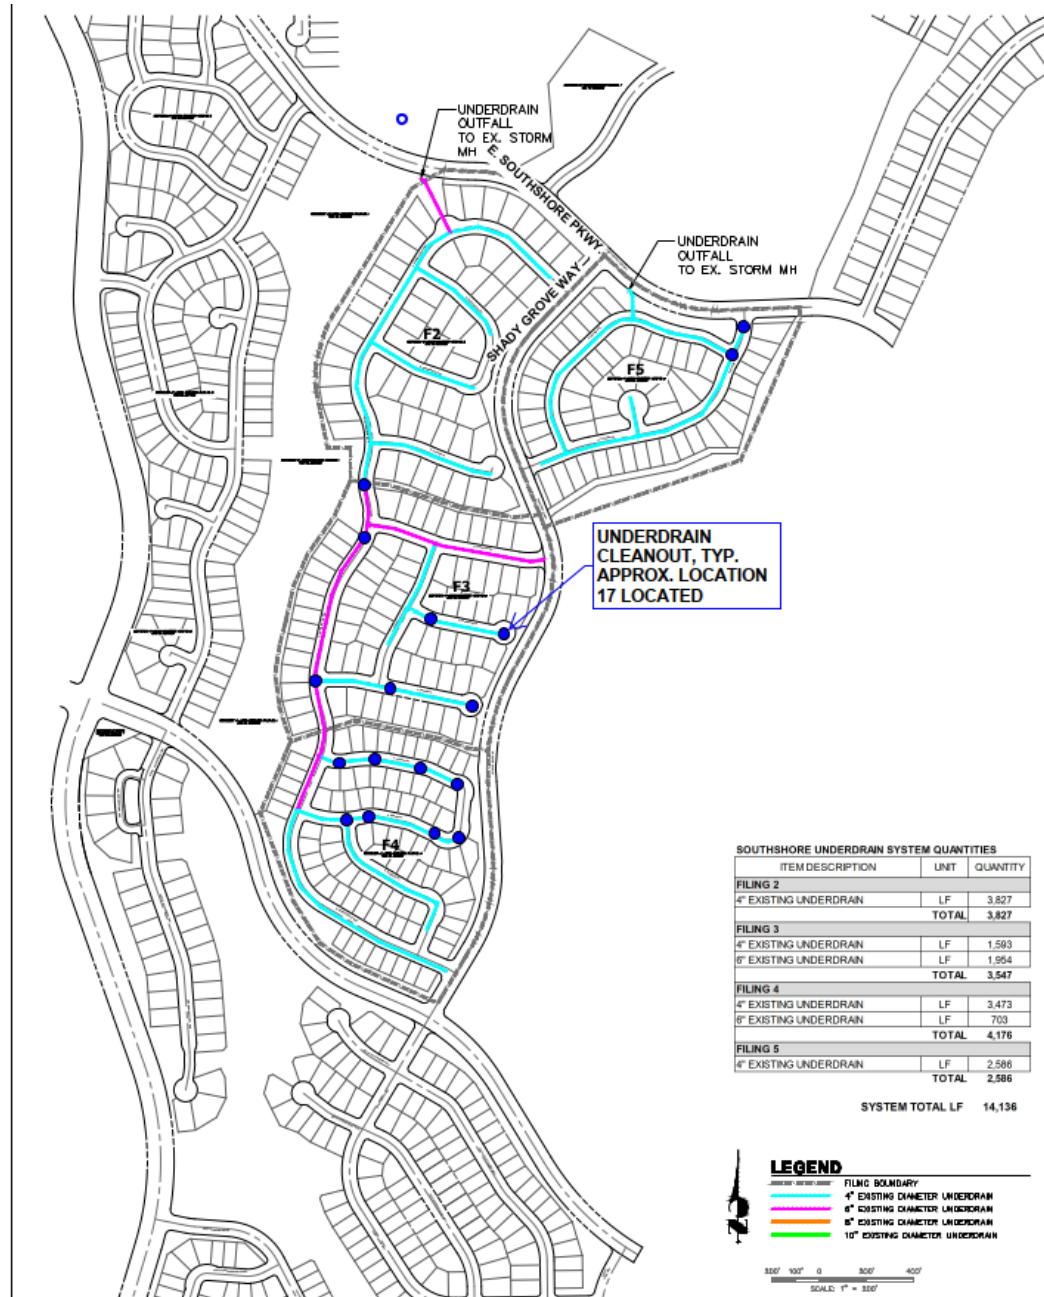 UNDERDRAIN
OUTFALL
TO EX. STORM
MH
E. SOUTHSHORE PKWY
UNDERDRAIN
OUTFALL
TO EX. STORM MH
SHADY GROVE WAY
F2
F5
UNDERDRAIN
CLEANOUT, TYP.
APPROX. LOCATION
17 LOCATED
F3
F4
SOUTHSHORE UNDERDRAIN SYSTEM QUANTITIES
ITEM DESCRIPTION UNIT QUANTITY
FILING 2
4" EXISTING UNDERDRAIN LF 3,827
TOTAL 3,827
FILING 3
4" EXISTING UNDERDRAIN LF 1,593
6" EXISTING UNDERDRAIN LF 1,954
TOTAL 3,547
FILING 4
4" EXISTING UNDERDRAIN LF 3,473
6" EXISTING UNDERDRAIN LF 703
TOTAL 4,176
FILING 5
4" EXISTING UNDERDRAIN LF 2,586
TOTAL 2,586
SYSTEM TOTAL LF 14,136
LEGEND
FILING BOUNDARY
4" EXISTING DIAMETER UNDERDRAIN
6" EXISTING DIAMETER UNDERDRAIN
8" EXISTING DIAMETER UNDERDRAIN
10" EXISTING DIAMETER UNDERDRAIN
N
SCALE: 1" = 300'